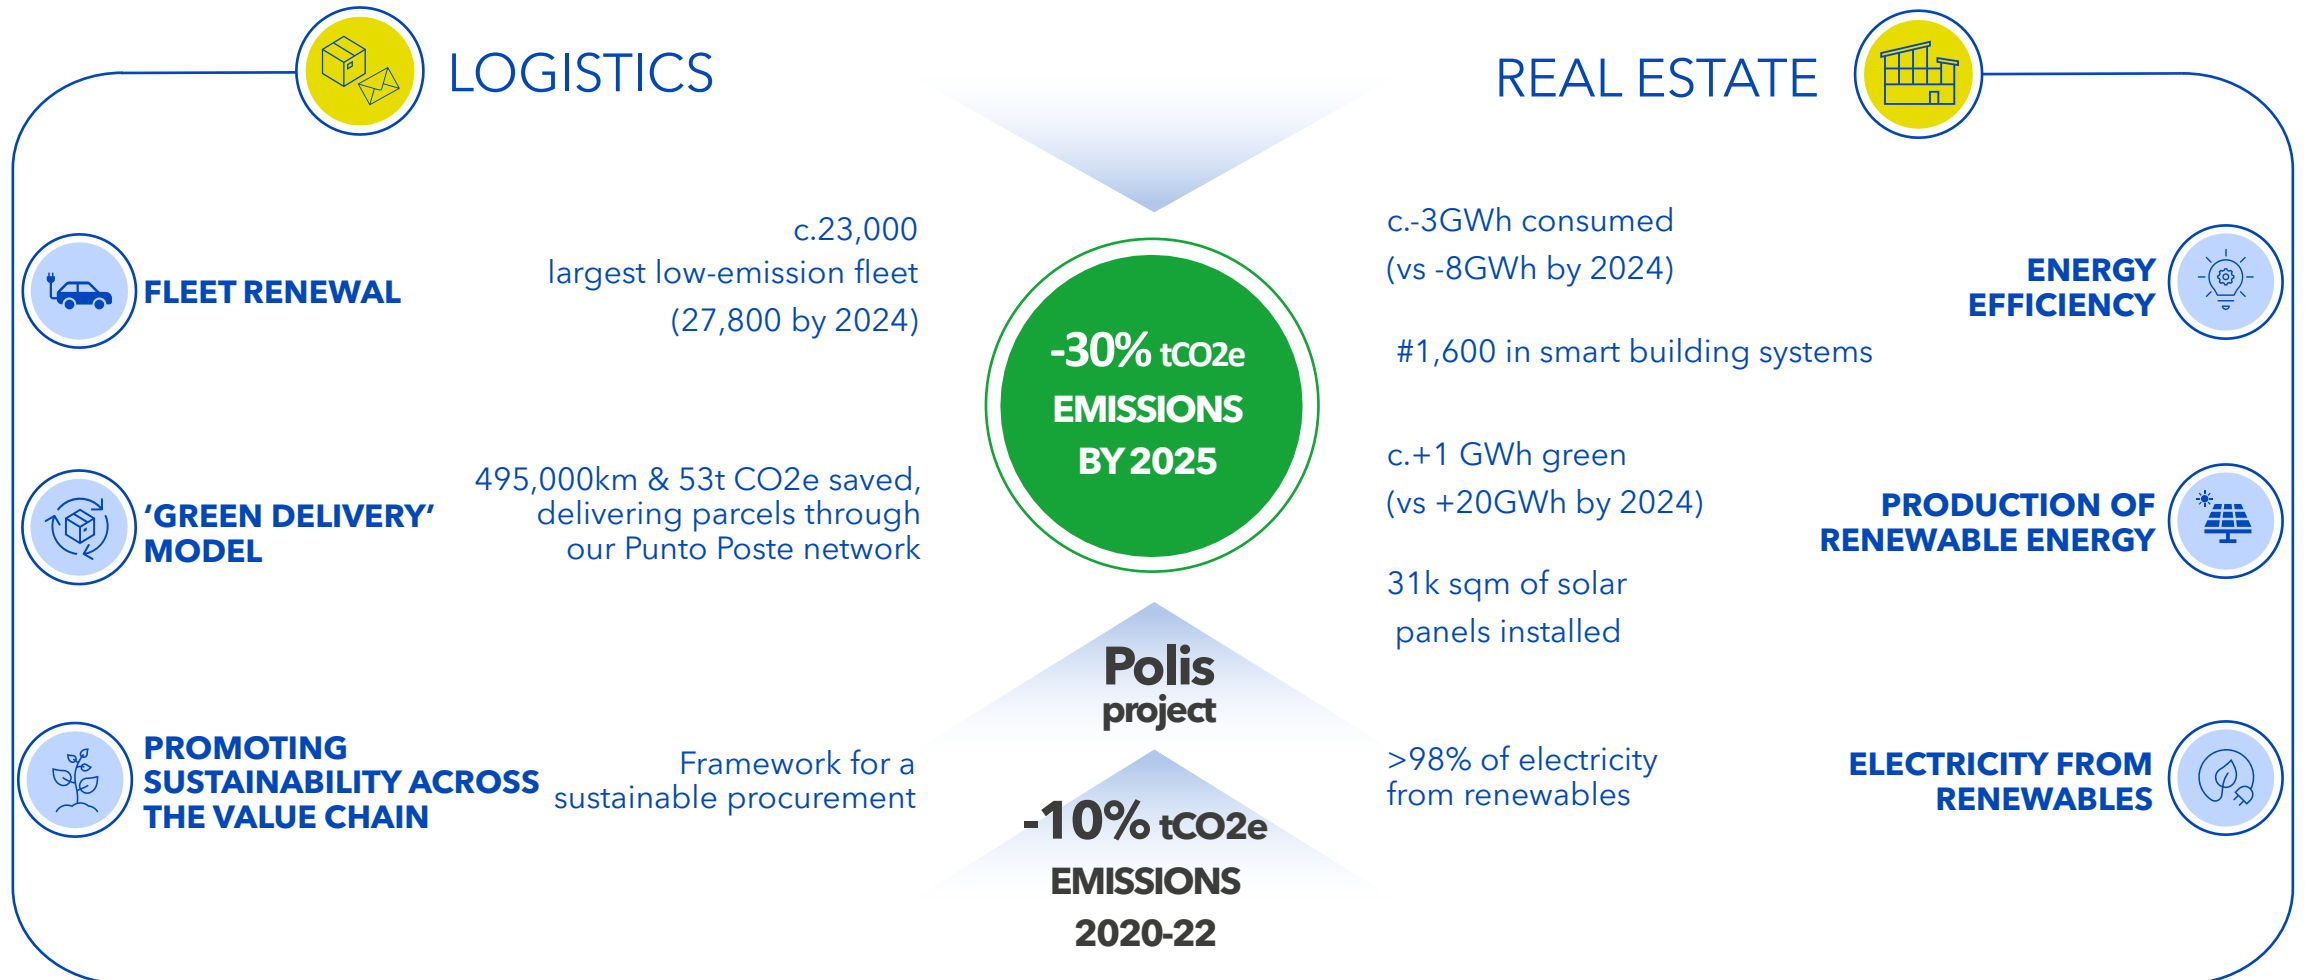 LOGISTICS
FLEET RENEWAL
c.23,000
largest low-emission fleet
(27,800 by 2024)
‘GREEN DELIVERY’
MODEL
495,000km & 53t CO2e saved,
delivering parcels through
our Punto Poste network
PROMOTING
SUSTAINABILITY ACROSS
THE VALUE CHAIN
Framework for a
sustainable procurement
-30% tCO2e
EMISSIONS
BY 2025
Polis
project
-10% tCO2e
EMISSIONS
2020-22
REAL ESTATE
c.-3GWh consumed
(vs -8GWh by 2024)
#1,600 in smart building systems
ENERGY
EFFICIENCY
c.+1 GWh green
(vs +20GWh by 2024)
31k sqm of solar
panels installed
PRODUCTION OF
RENEWABLE ENERGY
>98% of electricity
from renewables
ELECTRICITY FROM
RENEWABLES